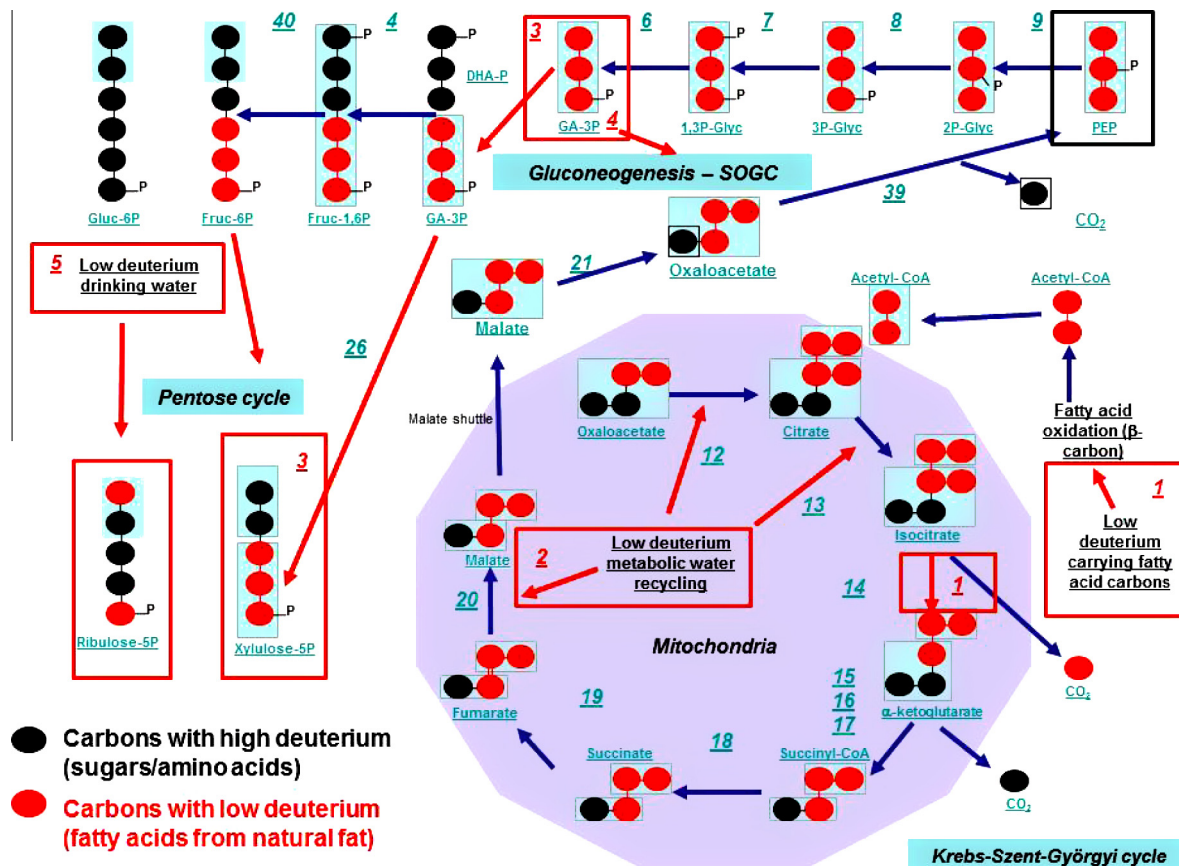 40
4
3
6
7
8
9
P
P
DHA-P
P
P
P
P
P
P
P
P
P
4
Gluc-6P
Fruc-6P
Fruc-1,6P
GA-3P
GA-3P
1,3P-Glyc
3P-Glyc
2P-Glyc
PEP
Gluconeogenesis – SOGC
39
CO2
5
Low deuterium
drinking water
21
Oxaloacetate
Malate
Acetyl-CoA
Acetyl-CoA
26
Pentose cycle
Malate shuttle
Oxaloacetate
Citrate
12
13
Fatty acid
oxidation (β-
carbon)
3
1
Low
deuterium
carrying fatty
acid carbons
Isocitrate
Malate
2
Low deuterium
metabolic water
recycling
14
1
20
P
P
Ribulose-5P
Xylulose-5P
Mitochondria
15
16
17
α-ketoglutarate
CO2
Fumarate
19
18
Succinate
Succinyl-CoA
CO2
Carbons with high deuterium
(sugars/amino acids)
Carbons with low deuterium
(fatty acids from natural fat)
Krebs-Szent-Györgyi cycle